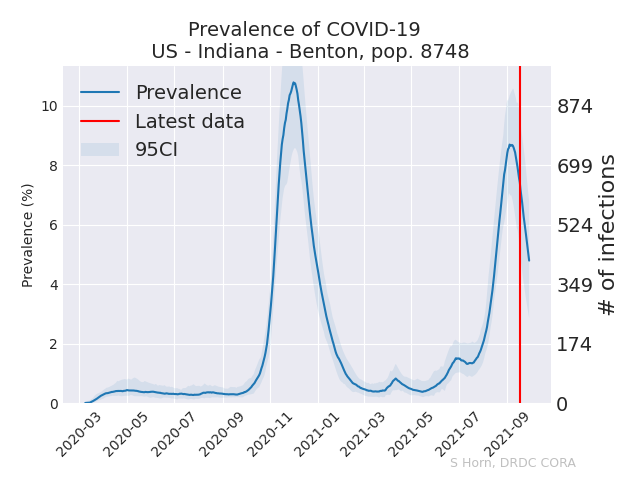 Prevalence of COVID-19
US - Indiana - Benton, pop. 8748
Prevalence
Latest data
95CI
Prevalence (%)
10
8
6
4
2
0
874
699
524
349
174
0
# of infections
2020-03
2020-05
2020-07
2020-09
2020-11
2021-01
2021-03
2021-05
2021-07
2021-09
S Horn, DRDC CORA